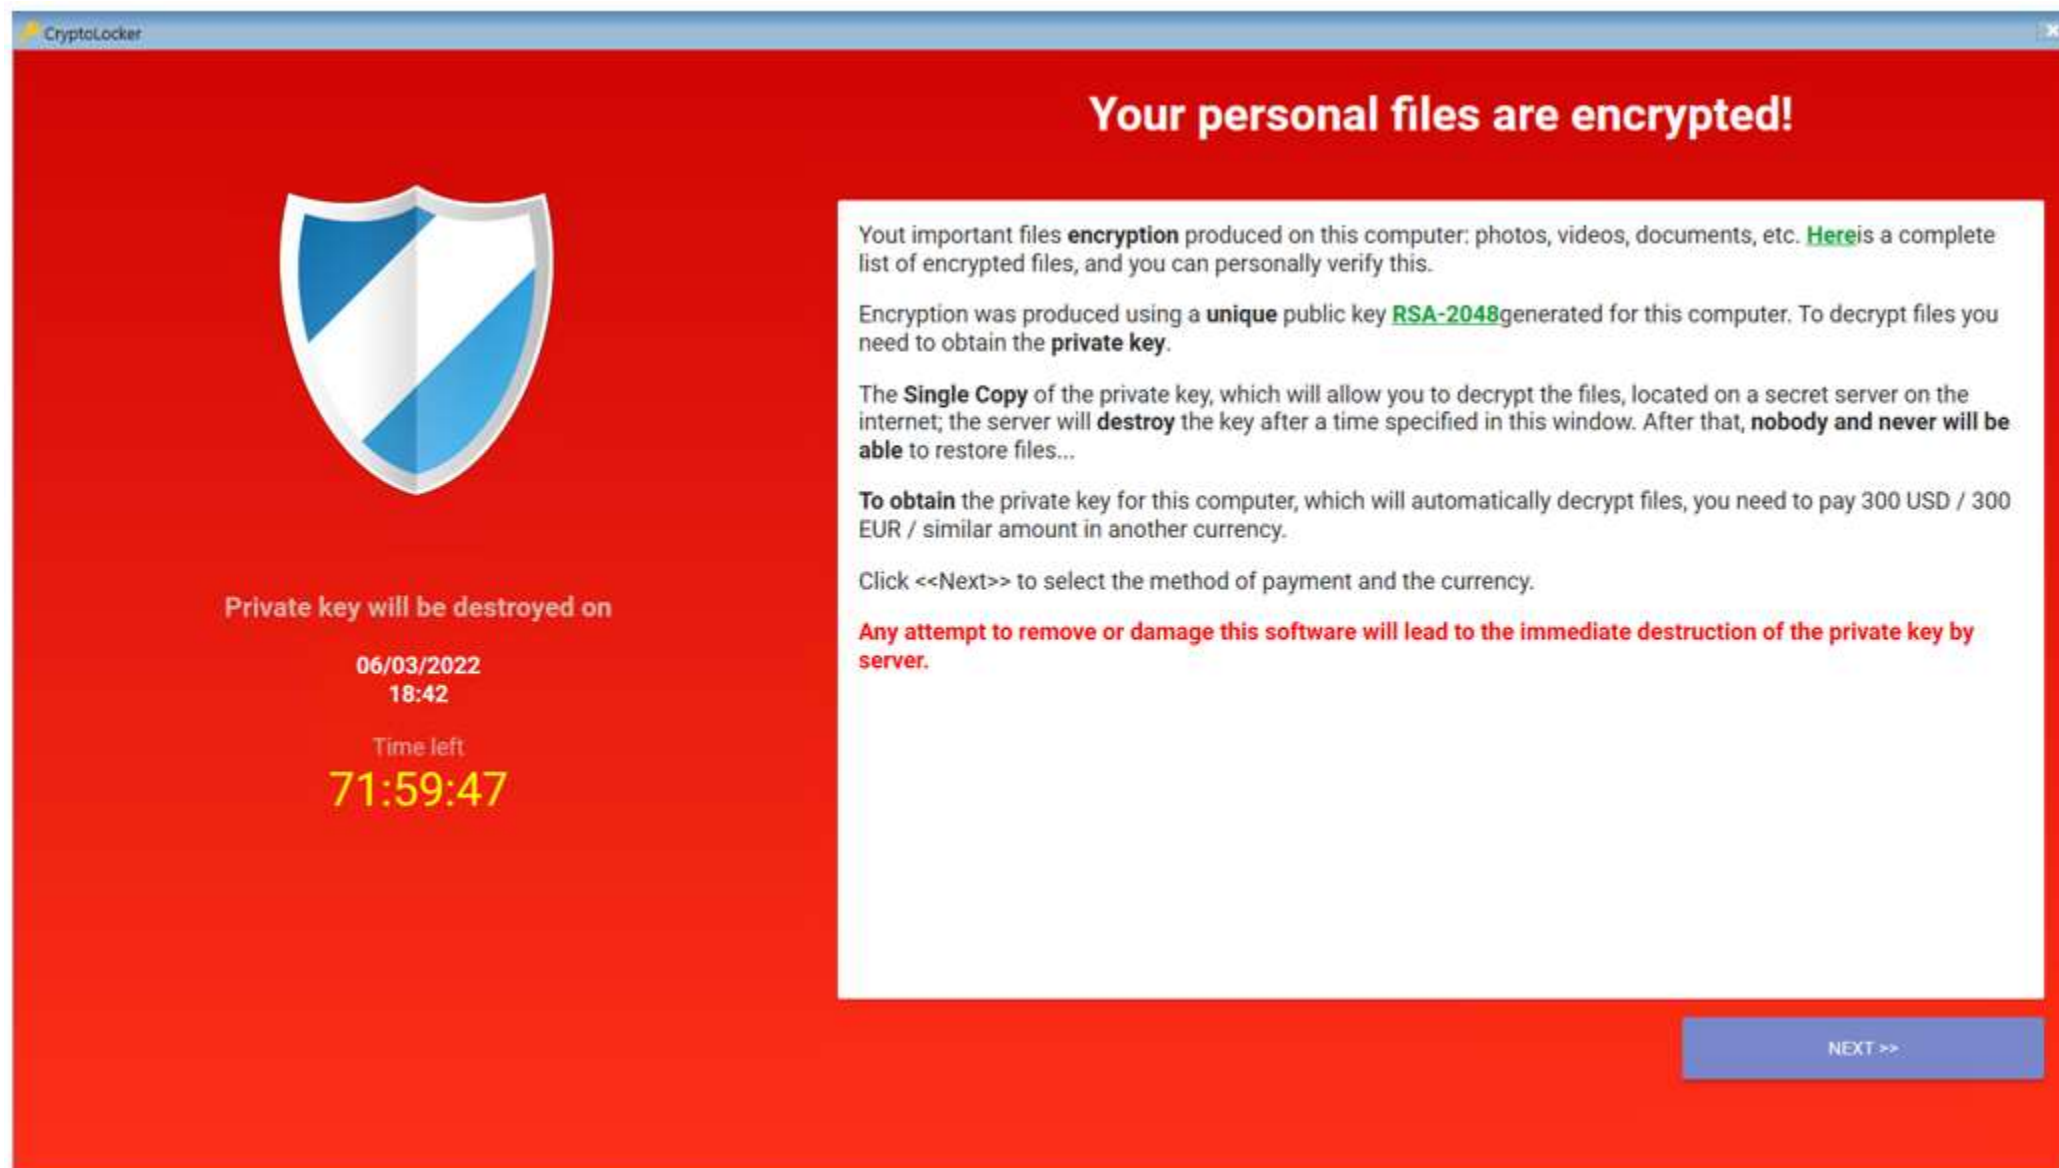 CryptoLocker
Your personal files are encrypted!
Yout important files encryption produced on this computer: photos, videos, documents, etc. Hereis a complete
list of encrypted files, and you can personally verify this.
Encryption was produced using a unique public key RSA-2048generated for this computer. To decrypt files you
need to obtain the private key.
The Single Copy of the private key, which will allow you to decrypt the files, located on a secret server on the
internet; the server will destroy the key after a time specified in this window. After that, nobody and never will be
able to restore files...
To obtain the private key for this computer, which will automatically decrypt files, you need to pay 300 USD / 300
EUR / similar amount in another currency.
Click <<Next>> to select the method of payment and the currency.
Any attempt to remove or damage this software will lead to the immediate destruction of the private key by
server.
Private key will be destroyed on
06/03/2022
18:42
Time left
71:59:47
NEXT >>